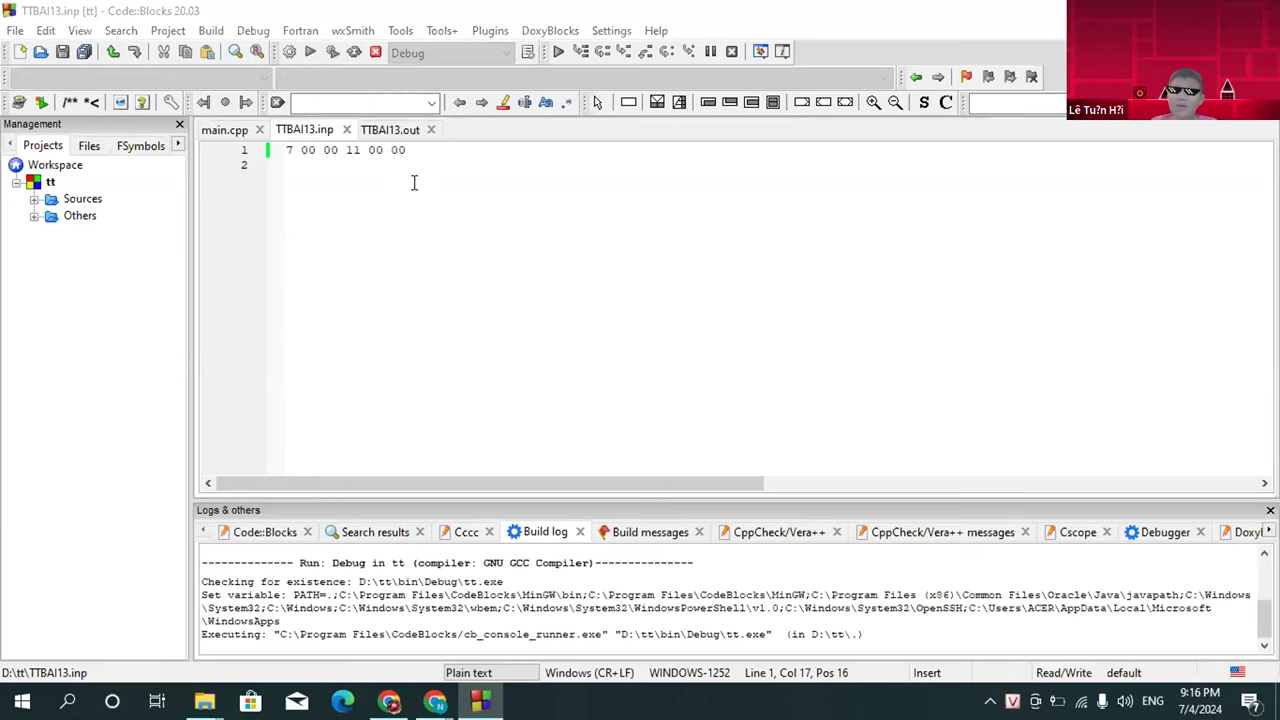 TTBAI13.inp [tt] - Code::Blocks 20.03
File Edit View Search Project Build Debug Fortran wxSmith Tools Tools+ Plugins DoxyBlocks Settings Help
Debug
/** *<
S C
Lê Tu?n H?i
Management
main.cpp TTBAI13.inp TTBAI13.out
Projects Files FSymbols
1 7 00 00 11 00 00
2
Workspace
tt
Sources
Others
Logs & others
Code::Blocks Search results Cccc Build log Build messages CppCheck/Vera++ CppCheck/Vera++ messages Cscope Debugger
-------------- Run: Debug in tt (compiler: GNU GCC Compiler)---------------
Checking for existence: D:\tt\bin\Debug\tt.exe
Set variable: PATH=.;C:\Program Files\CodeBlocks\MinGW\bin;C:\Program Files\CodeBlocks\MinGW;C:\Program Files (x86)\Common Files\Oracle\Java\javapath;C:\Windows
\System32;C:\Windows;C:\Windows\System32\wbem;C:\Windows\System32\WindowsPowerShell\v1.0;C:\Windows\System32\OpenSSH;C:\Users\ACER\AppData\Local\Microsoft
\WindowsApps
Executing: "C:\Program Files\CodeBlocks/cb_console_runner.exe" "D:\tt\bin\Debug\tt.exe" (in D:\tt\.)
D:\tt\TTBAI13.inp Plain text Windows (CR+LF) WINDOWS-1252 Line 1, Col 17, Pos 16 Insert Read/Write default
ENG
9:16 PM
7/4/2024
7